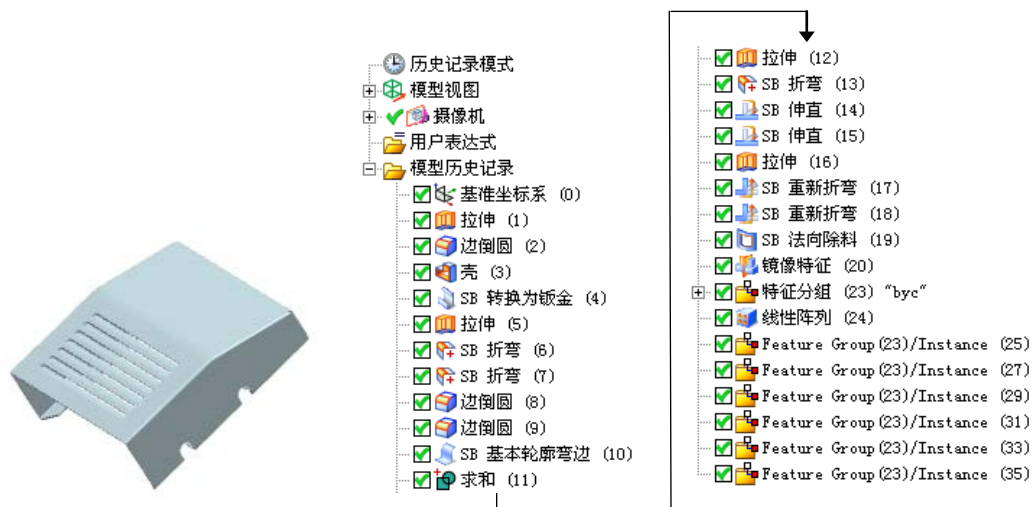 历史记录模式
模型视图
摄像机
用户表达式
模型历史记录
基准坐标系 (0)
拉伸 (1)
边倒圆 (2)
壳 (3)
SB 转换为钣金 (4)
拉伸 (5)
SB 折弯 (6)
SB 折弯 (7)
边倒圆 (8)
边倒圆 (9)
SB 基本轮廓弯边 (10)
求和 (11)
拉伸 (12)
SB 折弯 (13)
SB 伸直 (14)
SB 伸直 (15)
拉伸 (16)
SB 重新折弯 (17)
SB 重新折弯 (18)
SB 法向除料 (19)
镜像特征 (20)
特征分组 (23) "byc"
线性阵列 (24)
Feature Group(23)/Instance (25)
Feature Group(23)/Instance (27)
Feature Group(23)/Instance (29)
Feature Group(23)/Instance (31)
Feature Group(23)/Instance (33)
Feature Group(23)/Instance (35)